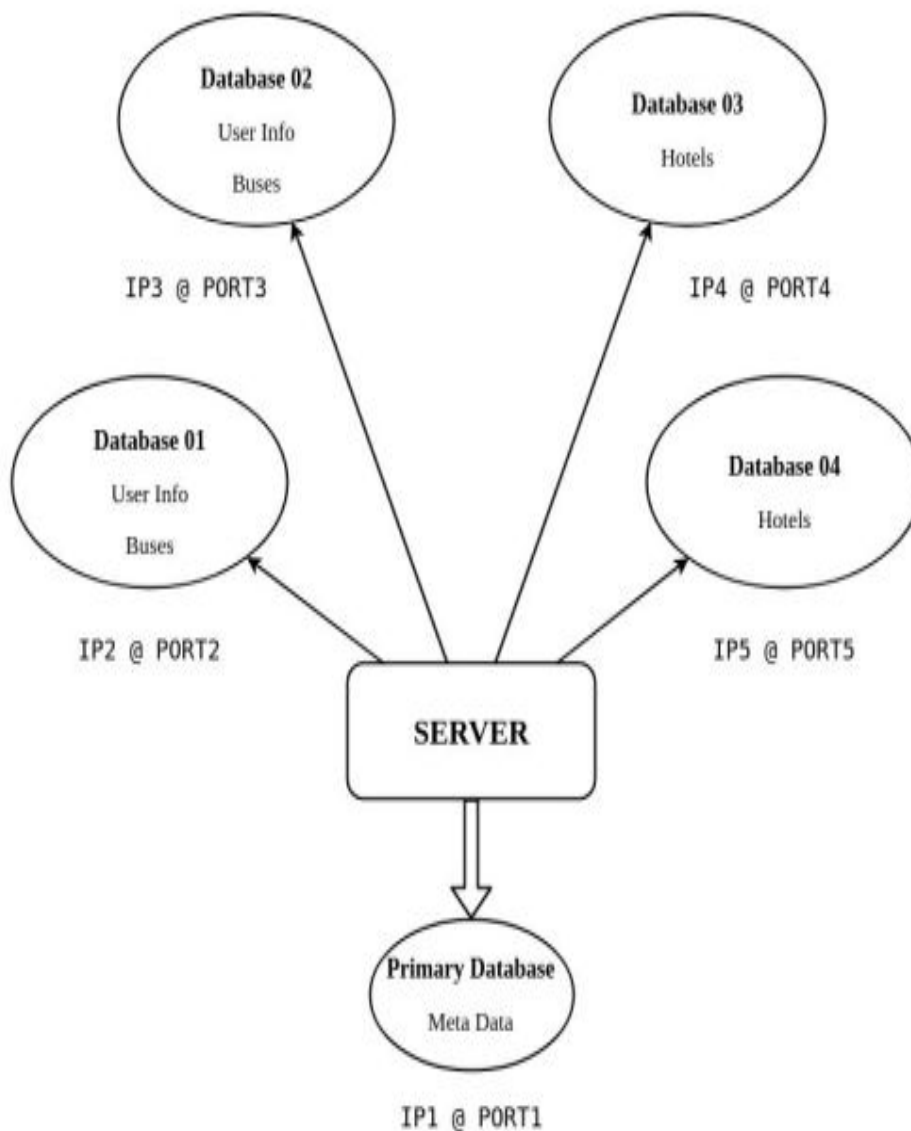 Database 02
User Info
Buses
IP3 @ PORT3
Database 03
Hotels
IP4 @ PORT4
Database 01
User Info
Buses
IP2 @ PORT2
Database 04
Hotels
IP5 @ PORT5
SERVER
Primary Database
Meta Data
IP1 @ PORT1